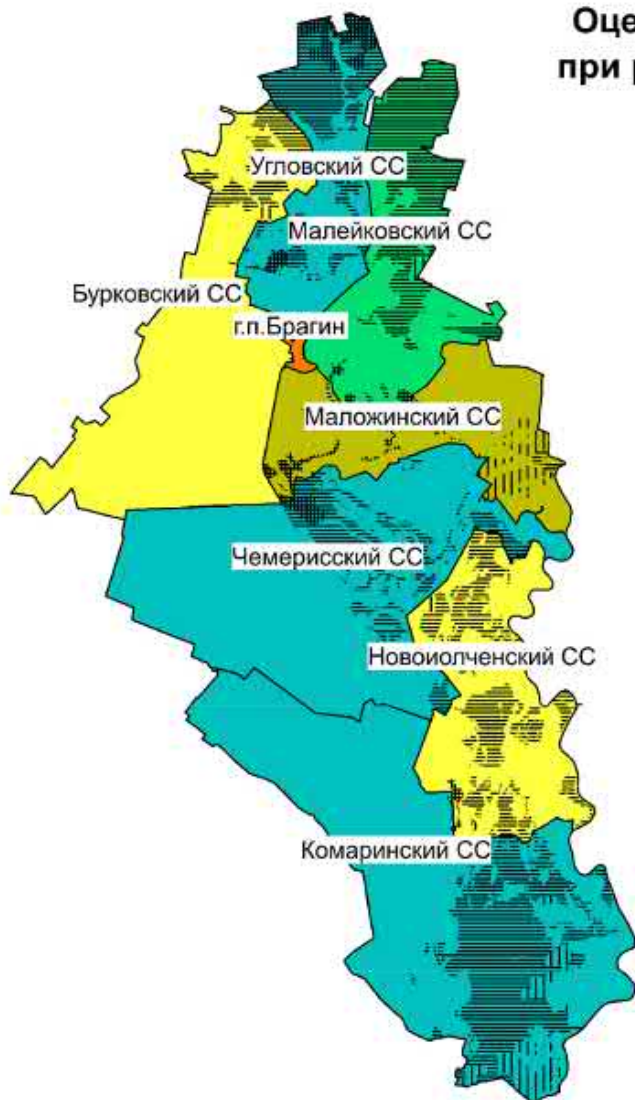 Оце
при р
Угловский СС
Малейковский СС
Бурковский СС
г.п.Брагин
Маложинский СС
Чемерисский СС
Новоиолченский СС
Комаринский СС